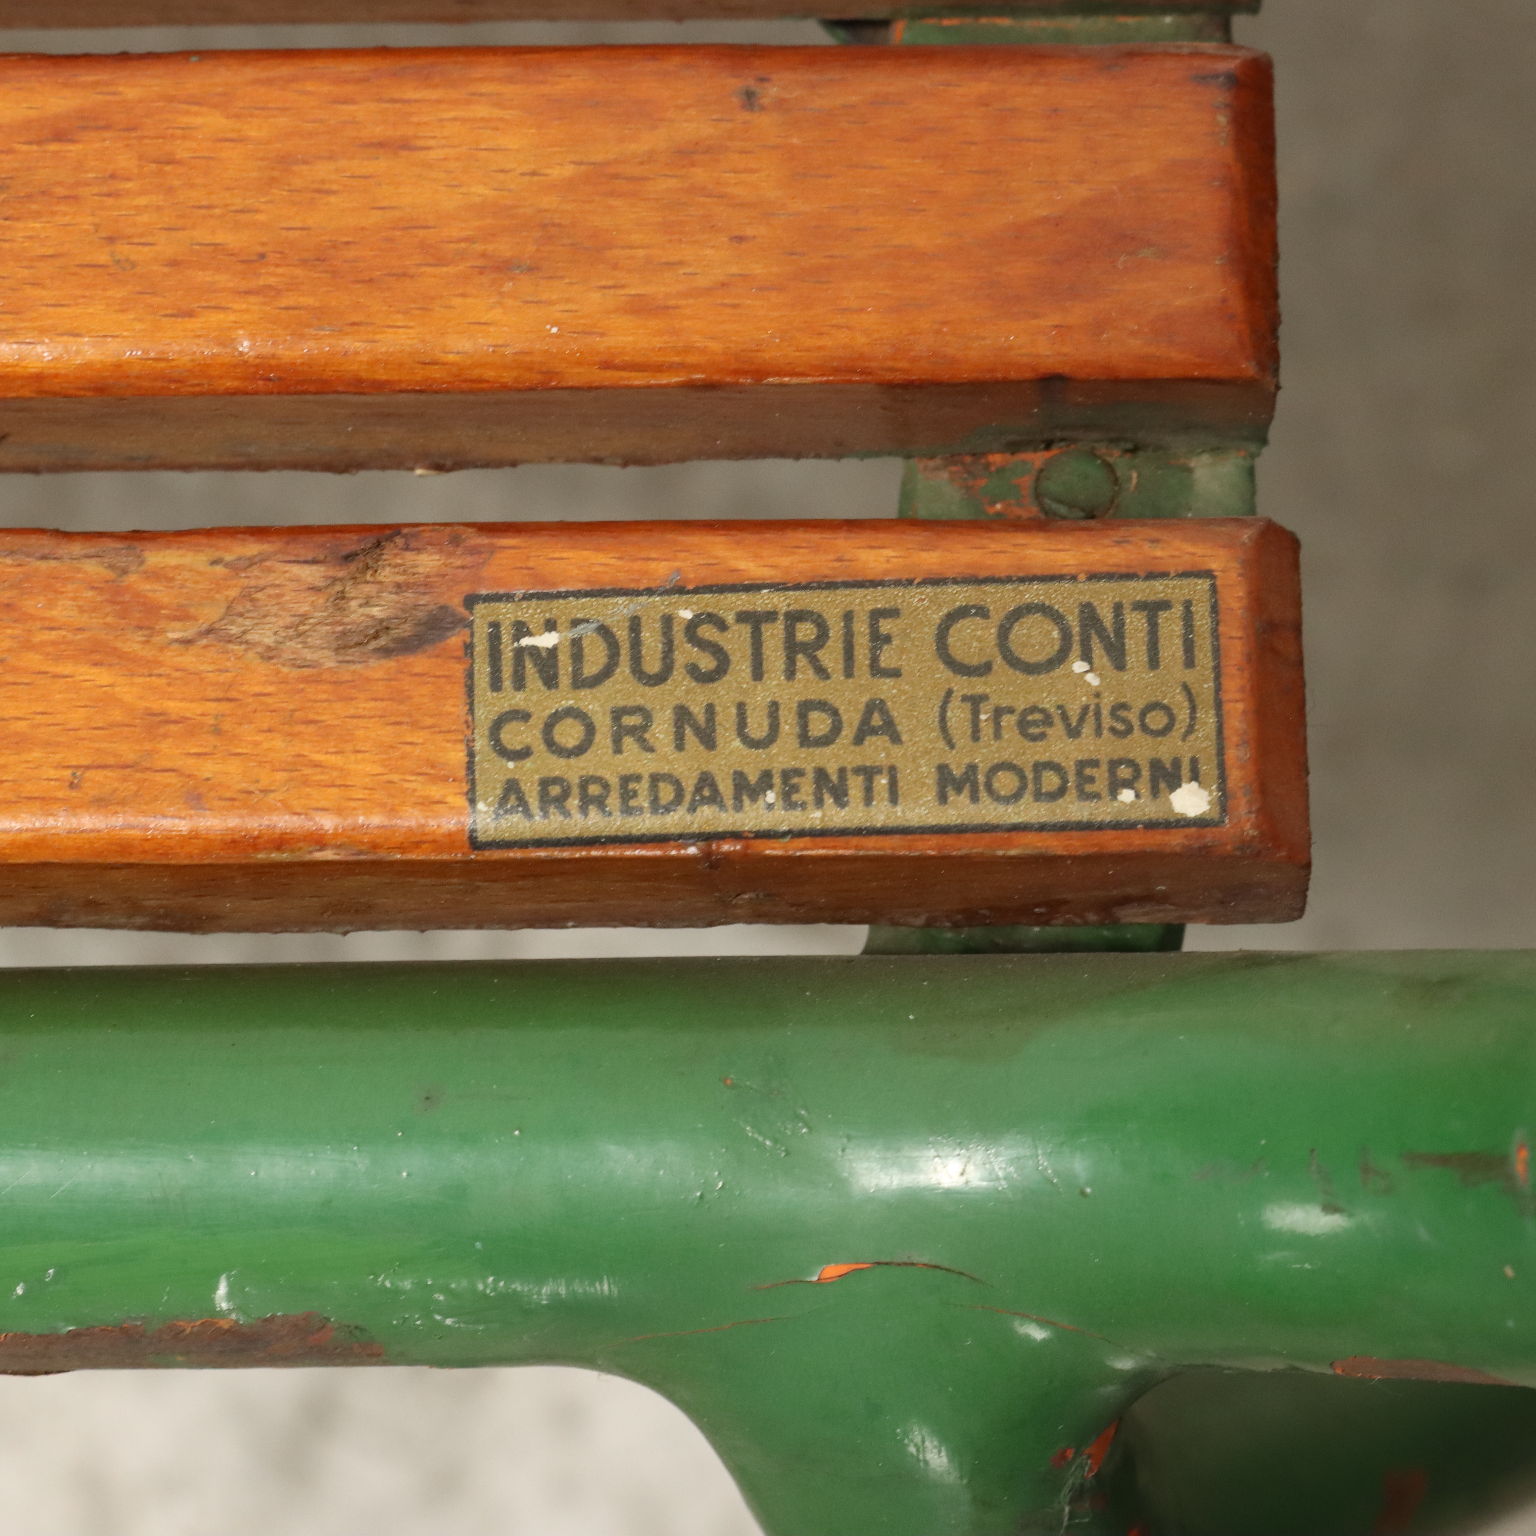 INDUSTRIE CONTI
CORNUDA (Treviso)
ARREDAMENTI MODERNI